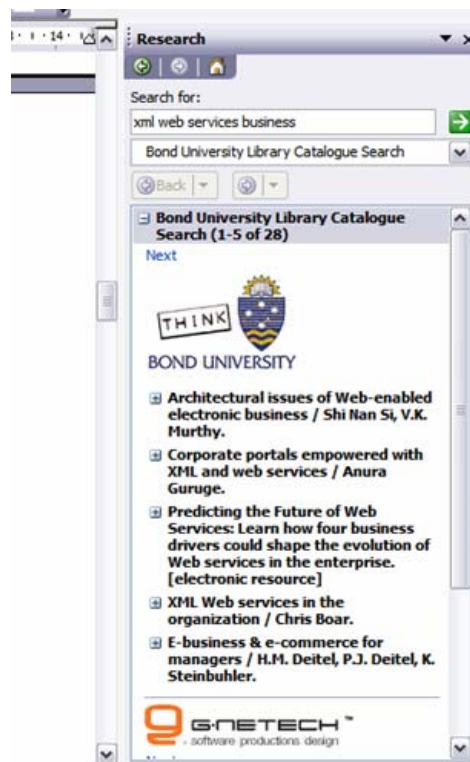 14
Research
Search for:
xml web services business
Bond University Library Catalogue Search
Back
Bond University Library Catalogue
Search (1-5 of 28)
Next
THINK
BOND UNIVERSITY
Architectural issues of Web-enabled
electronic business / Shi Nan Si, V.K.
Murthy.
Corporate portals empowered with
XML and web services / Anura
Guruge.
Predicting the Future of Web
Services: Learn how four business
drivers could shape the evolution of
Web services in the enterprise.
[electronic resource]
XML Web services in the
organization / Chris Boar.
E-business & e-commerce for
managers / H.M. Deitel, P.J. Deitel, K.
Steinbuhler.
G·NETECH™
software productions design